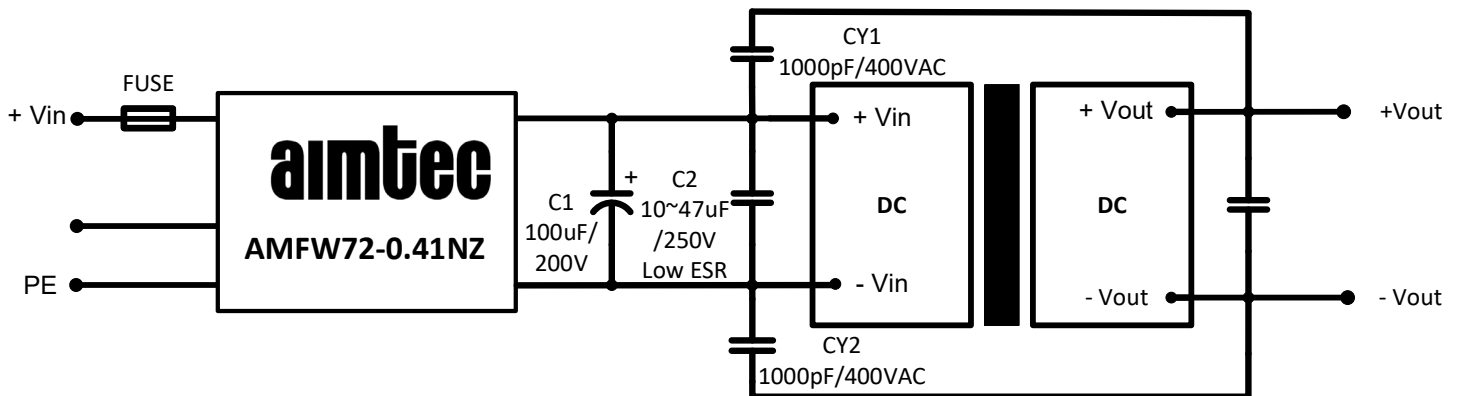 FUSE
+ Vin
aimtec
AMFW72-0.41NZ
PE
C1
100uF/
200V
+
C2
10~47uF
/250V
Low ESR
CY1
1000pF/400VAC
+ Vin
DC
- Vin
CY2
1000pF/400VAC
+ Vout
DC
- Vout
+Vout
- Vout